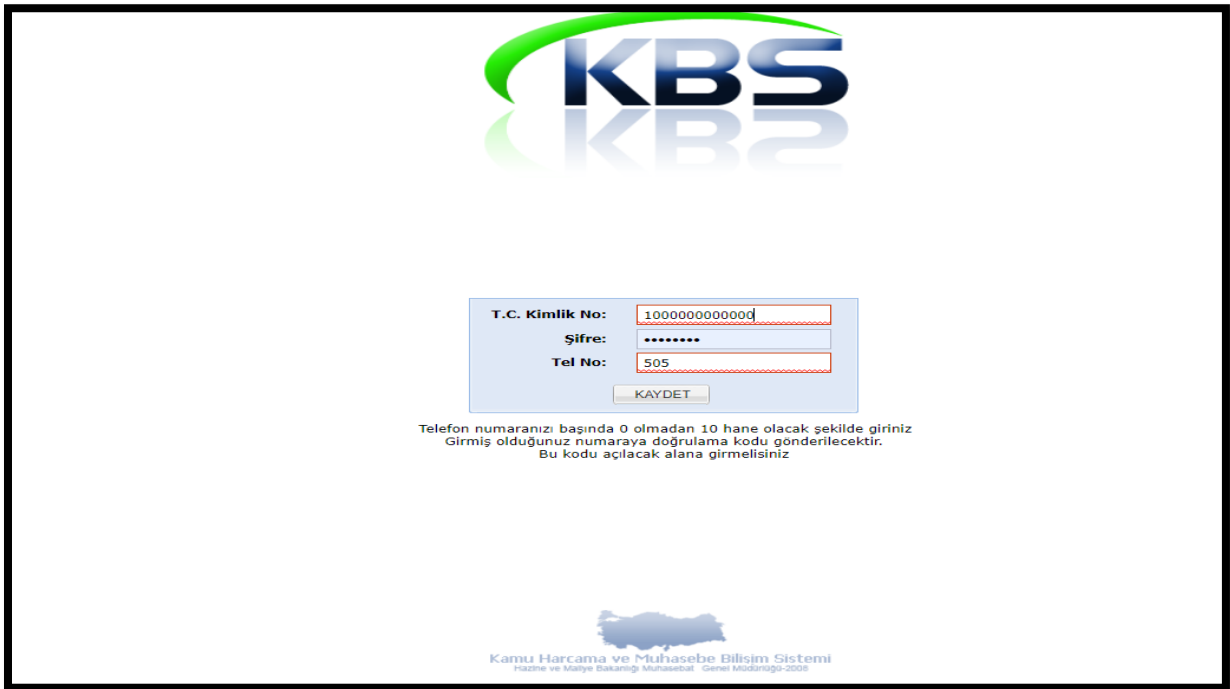 KBS
T.C. Kimlik No: 1000000000000
Şifre: ••••••••
Tel No: 505
KAYDET
Telefon numaranızı başında 0 olmadan 10 hane olacak şekilde giriniz
Girmiş olduğunuz numaraya doğrulama kodu gönderilecektir.
Bu kodu açılacak alana girmelisiniz
Kamu Harcama ve Muhasebe Bilişim Sistemi
Hazine ve Maliye Bakanlığı Muhasebat Genel Müdürlüğü-2008